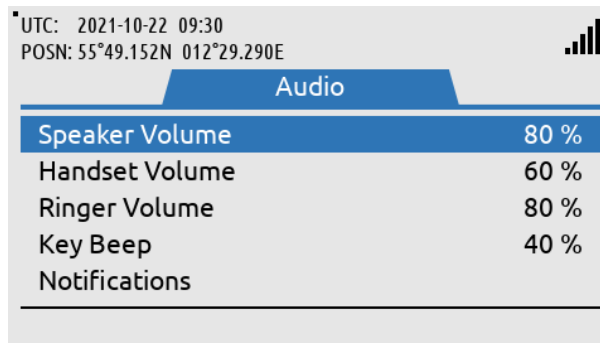 UTC: 2021-10-22 09:30
POSN: 55°49.152N 012°29.290E
Audio
Speaker Volume 80 %
Handset Volume 60 %
Ringer Volume 80 %
Key Beep 40 %
Notifications